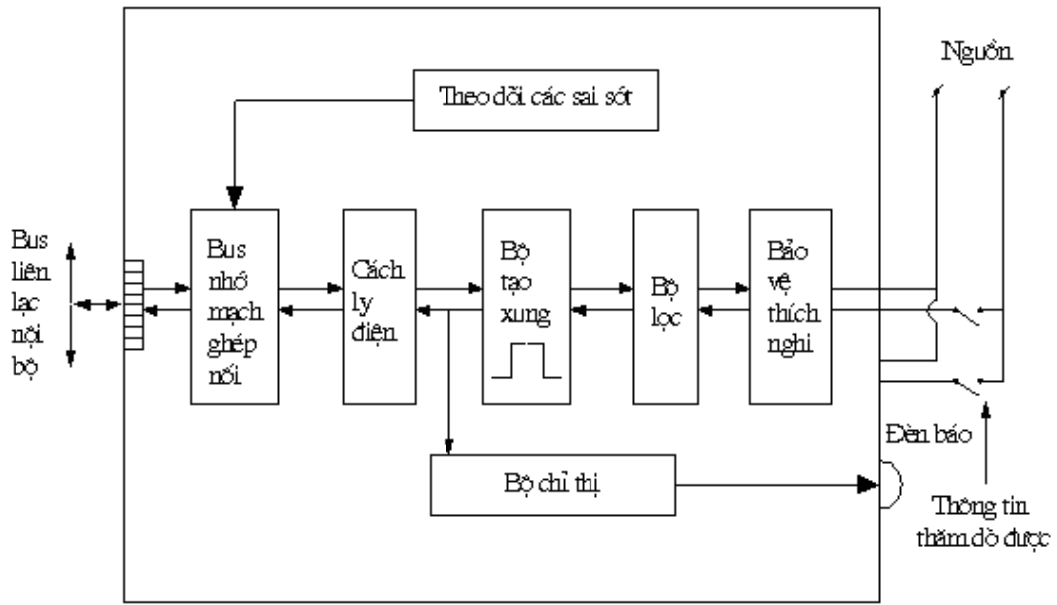 Nguồn
Theo dõi các sai sót
Bus
liên
lạc
nội
bộ
Bus
nhớ
mạch
ghép
nối
Cách
ly
điện
Bộ
tạo
xung
Bộ
lọc
Bảo
vệ
thích
nghi
Đèn báo
Bộ chỉ thị
Thông tin
thăm dò được